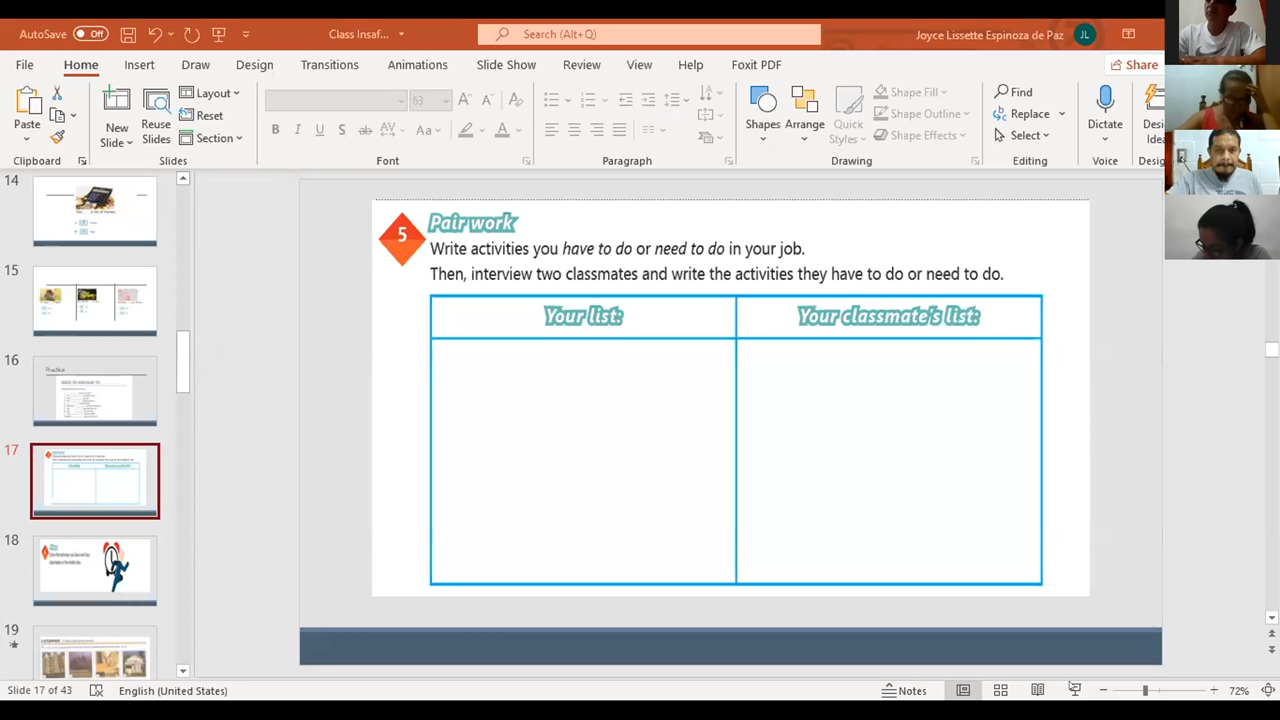 AutoSave Off
Class Insaf...
Search (Alt+Q)
Joyce Lissette Espinoza de Paz JL
File Home Insert Draw Design Transitions Animations Slide Show Review View Help Foxit PDF Share
Paste
New Slide
Reuse Slides
Layout
Reset
Section
63
Aa
Shapes
Arrange
Quick Styles
Shape Fill
Shape Outline
Shape Effects
Find
Replace
Select
Dictate
Clipboard Slides Font Paragraph Drawing Editing Voice
14
15
16
Practice
17
18
19
5
Pair work
Write activities you have to do or need to do in your job.
Then, interview two classmates and write the activities they have to do or need to do.
Your list: Your classmate's list:
Slide 17 of 43 English (United States) Notes 72%